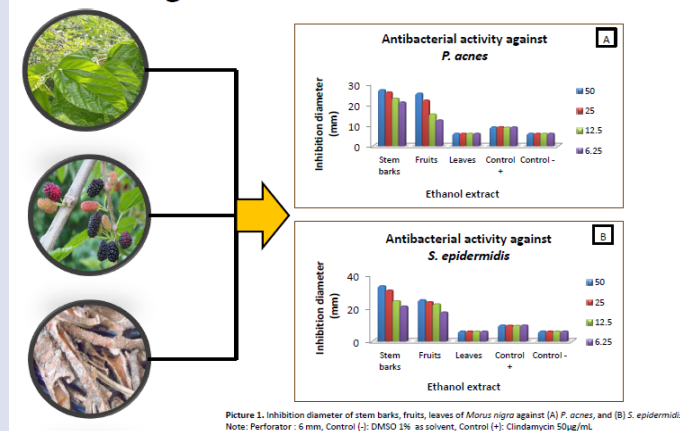 A
Antibacterial activity against
P. acnes
Inhibition diameter
(mm)
30
20
10
0
Stem
barks
Fruits
Leaves
Control
+
Control -
50
25
12.5
6.25
Ethanol extract
B
Antibacterial activity against
S. epidermidis
Inhibition diameter
(mm)
40
20
0
Stem
barks
Fruits
Leaves
Control
+
Control -
50
25
12.5
6.25
Ethanol extract
Picture 1. Inhibition diameter of stem barks, fruits, leaves of Morus nigra against (A) P. acnes, and (B) S. epidermidis
Note: Perforator : 6 mm, Control (-): DMSO 1% as solvent, Control (+): Clindamycin 50µg/mL